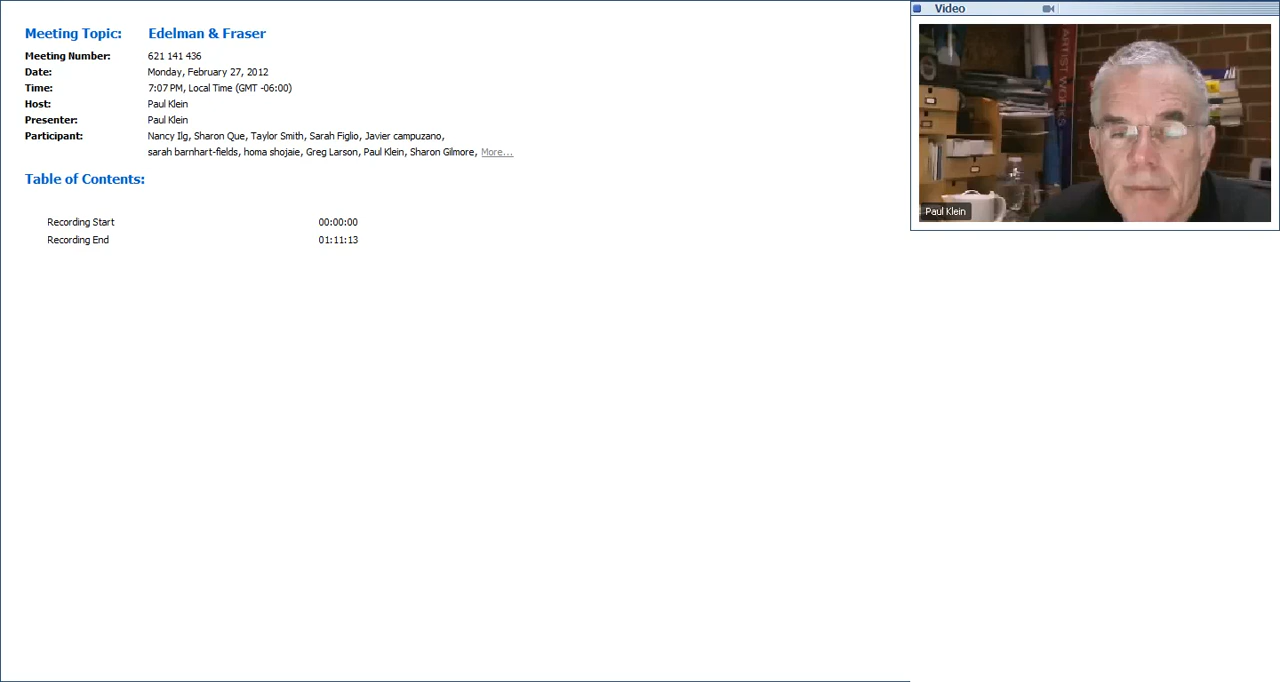 Meeting Topic: Edelman & Fraser
Meeting Number: 621 141 436
Date: Monday, February 27, 2012
Time: 7:07 PM, Local Time (GMT -06:00)
Host: Paul Klein
Presenter: Paul Klein
Participant: Nancy Ilg, Sharon Que, Taylor Smith, Sarah Figlio, Javier campuzano,
sarah barnhart-fields, homa shojaie, Greg Larson, Paul Klein, Sharon Gilmore, More...
Table of Contents:
Recording Start 00:00:00
Recording End 01:11:13
Video
ARTIST WORKS
Paul Klein